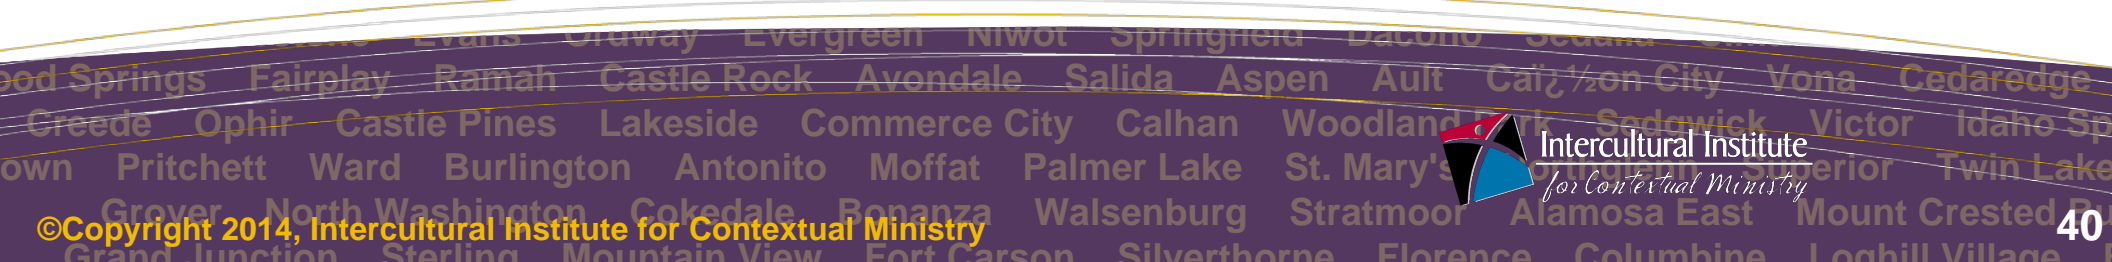 Evans Ordway Evergreen Niwot Springfield Dacono Sedalia
ood Springs Fairplay Ramah Castle Rock Avondale Salida Aspen Ault Caï¿½on City Vona Cedaredge
Creede Ophir Castle Pines Lakeside Commerce City Calhan Woodland Park Sedgwick Victor Idaho Sp
Intercultural Institute
own Pritchett Ward Burlington Antonito Moffat Palmer Lake St. Mary's Superior Twin Lake
for Contextual Ministry
Grover North Washington Cokedale Bonanza Walsenburg Stratmoor Alamosa East Mount Crested Bu
©Copyright 2014, Intercultural Institute for Contextual Ministry
40
Grand Junction Sterling Mountain View Fort Carson Silverthorne Florence Columbine Loghill Village